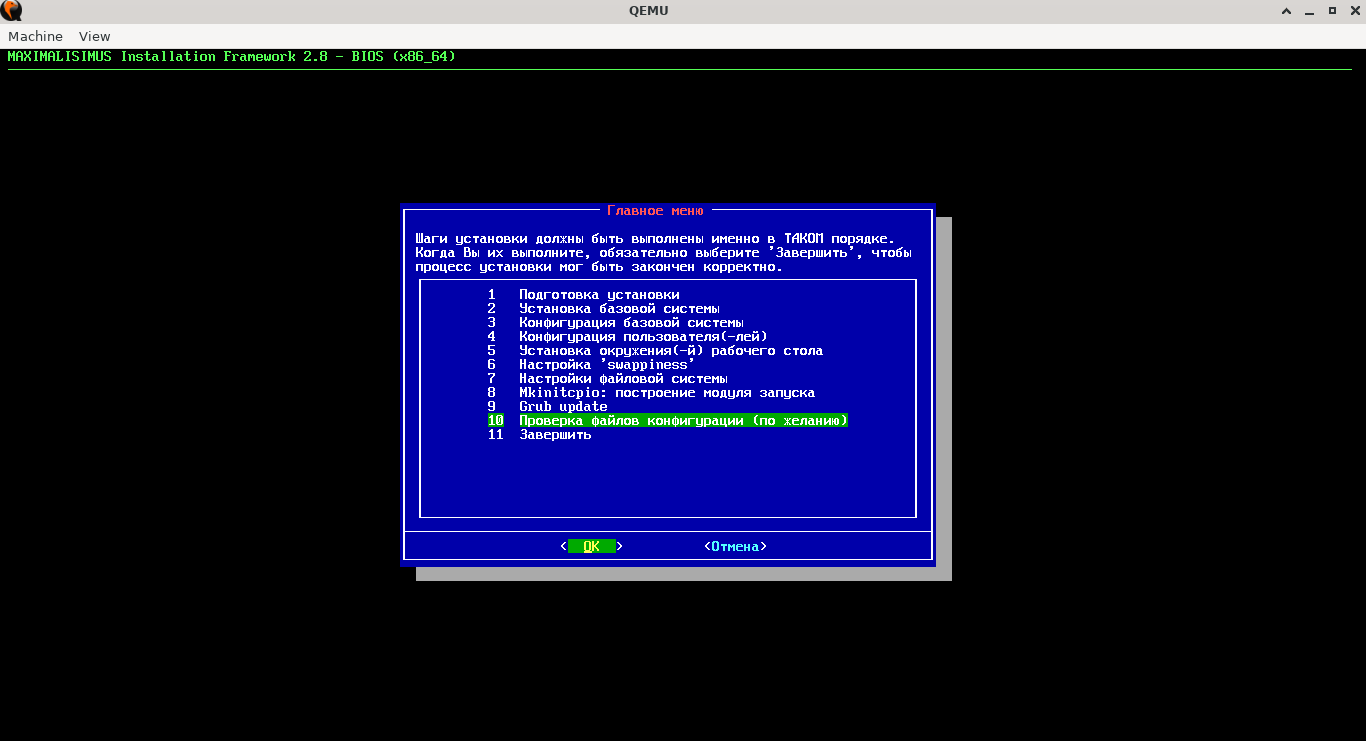 QEMU
Machine View
MAXIMALISIMUS Installation Framework 2.8 - BIOS (x86_64)
Главное меню
Шаги установки должны быть выполнены именно в ТАКОМ порядке.
Когда Вы их выполните, обязательно выберите 'Завершить', чтобы
процесс установки мог быть закончен корректно.
1 Подготовка установки
2 Установка базовой системы
3 Конфигурация базовой системы
4 Конфигурация пользователя(-лей)
5 Установка окружения(-й) рабочего стола
6 Настройка 'swappiness'
7 Настройки файловой системы
8 Mkinitcpio: построение модуля запуска
9 Grub update
10 Проверка файлов конфигурации (по желанию)
11 Завершить
< OK > <Отмена>